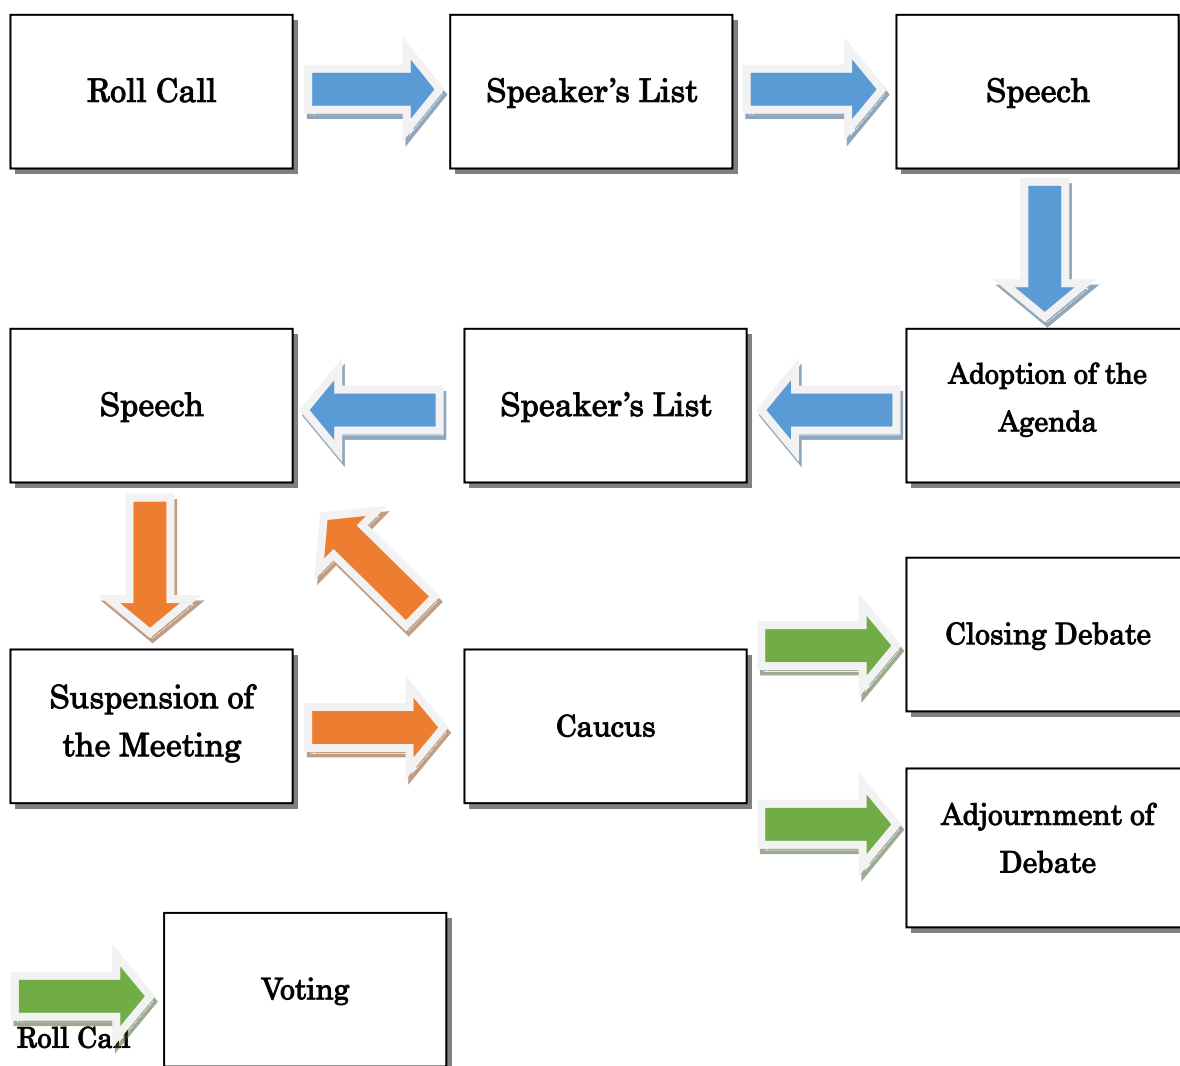 Roll Call
Speaker’s List
Speech
Speech
Speaker’s List
Adoption of the
Agenda
Closing Debate
Suspension of
the Meeting
Caucus
Adjournment of
Debate
Voting
Roll Call